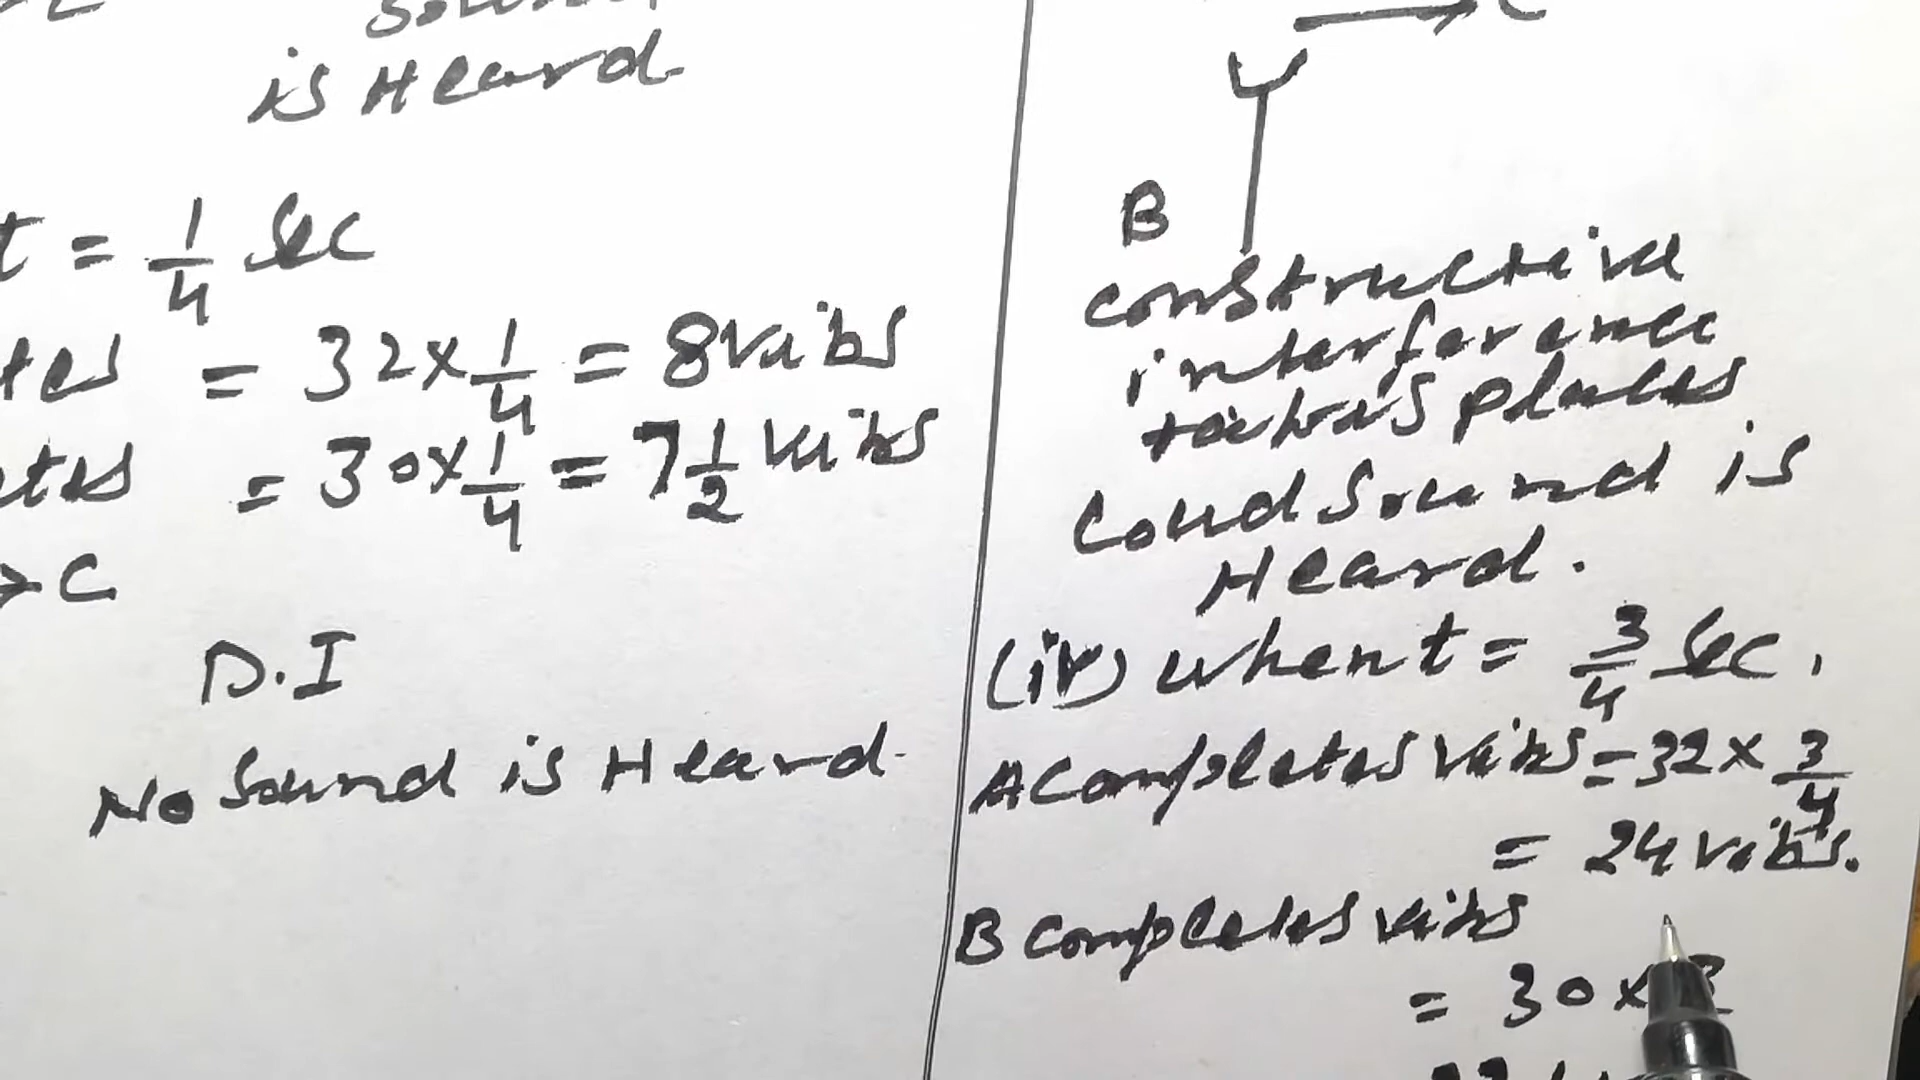 is Heard
t = 1/4 Sec
= 32 x 1/4 = 8 vibs
= 30 x 1/4 = 7 1/2 vibs
→ C
D.I
No Sound is Heard.
B
constructive
interference
places
Loud Sound is
Heard.
(iv) when t = 3/4 Sec.
A Completes vibs = 32 x 3/4
= 24 vibs.
B Completes vibs
= 30 x 3